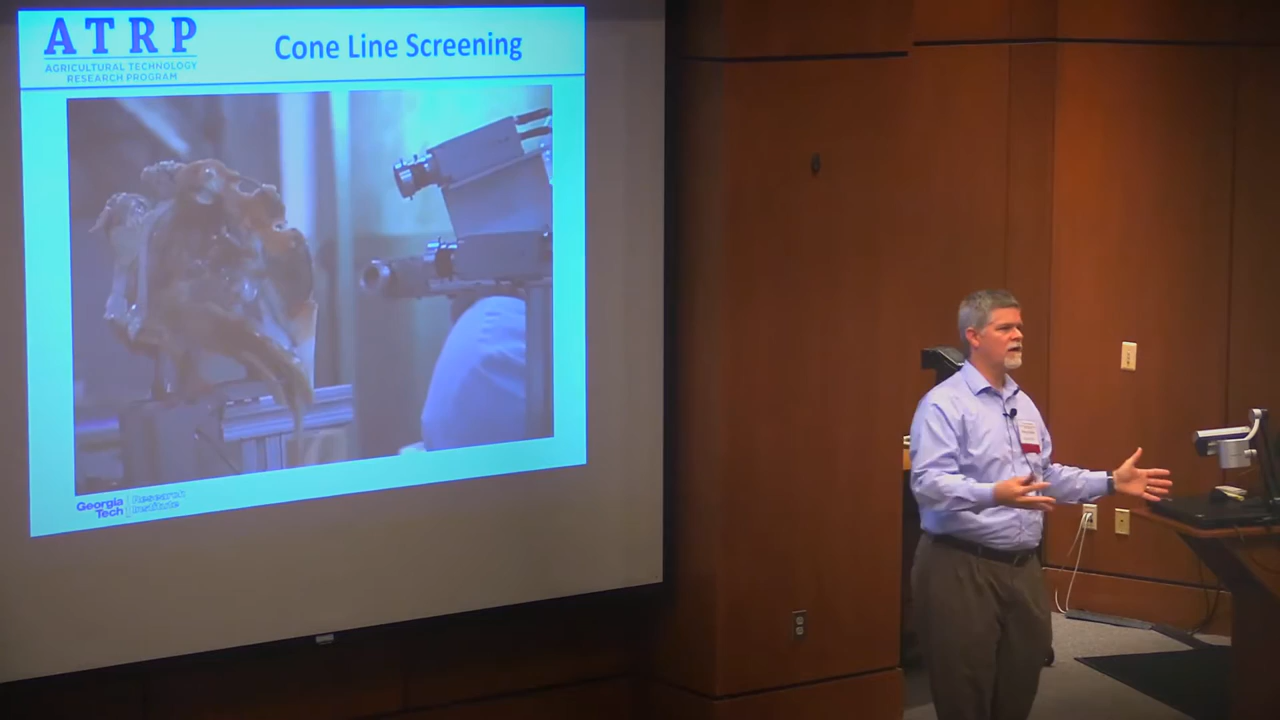 ATRP
AGRICULTURAL TECHNOLOGY
RESEARCH PROGRAM
Cone Line Screening
Georgia
Tech
Research
Institute